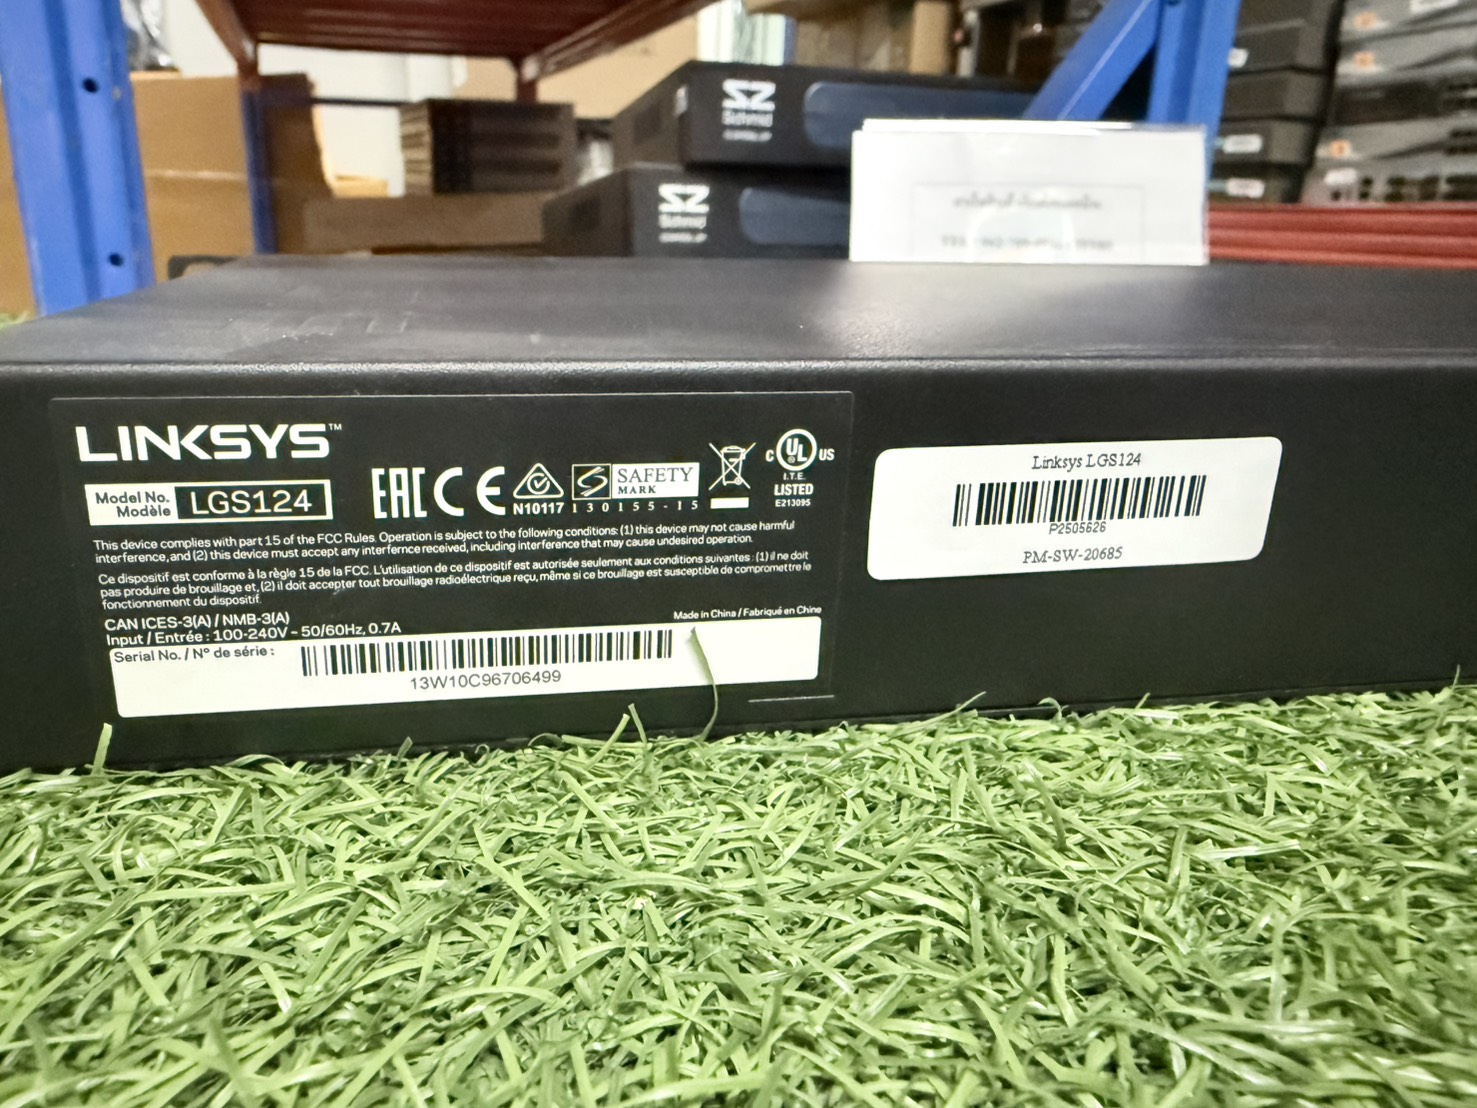 LINKSYS™
Model No.
Modèle
LGS124
EAC CE N10117
SAFETY
MARK
130155-15
c UL US
I.T.E.
LISTED
E213095
This device complies with part 15 of the FCC Rules. Operation is subject to the following conditions: (1) this device may not cause harmful
interference, and (2) this device must accept any interfernce received, including interference that may cause undesired operation.
Ce dispositif est conforme à la règle 15 de la FCC. L'utilisation de ce dispositif est autorisée seulement aux conditions suivantes : (1) il ne doit
pas produire de brouillage et, (2) il doit accepter tout brouillage radioélectrique reçu, même si ce brouillage est susceptible de compromettre le
fonctionnement du dispositif.
CAN ICES-3(A) / NMB-3(A)
Input / Entrée : 100-240V ~ 50/60Hz, 0.7A
Made in China / Fabriqué en Chine
Serial No. / N° de série :
13W10C96706499
Linksys LGS124
P2505626
PM-SW-20685
SZ
Schmid
SZ
Schmid